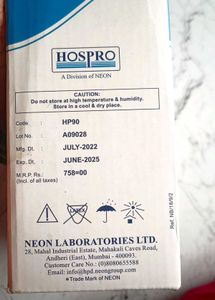 HOSPRO
A Division of NEON
CAUTION:
Do not store at high temperature & humidity.
Store in a cool & dry place.
Code : HP90
Lot No : A09028
Mfg. Dt. : JULY-2022
Exp. Dt. : JUNE-2025
M.R.P Rs. : 758=00
(Incl. of all taxes)
NEON LABORATORIES LTD.
28, Mahal Industrial Estate, Mahakali Caves Road,
Andheri (East), Mumbai - 400093.
Customer Care No.: (0)8080655588
Info@hpd.neongroup.com
* Trade Mark of NEON